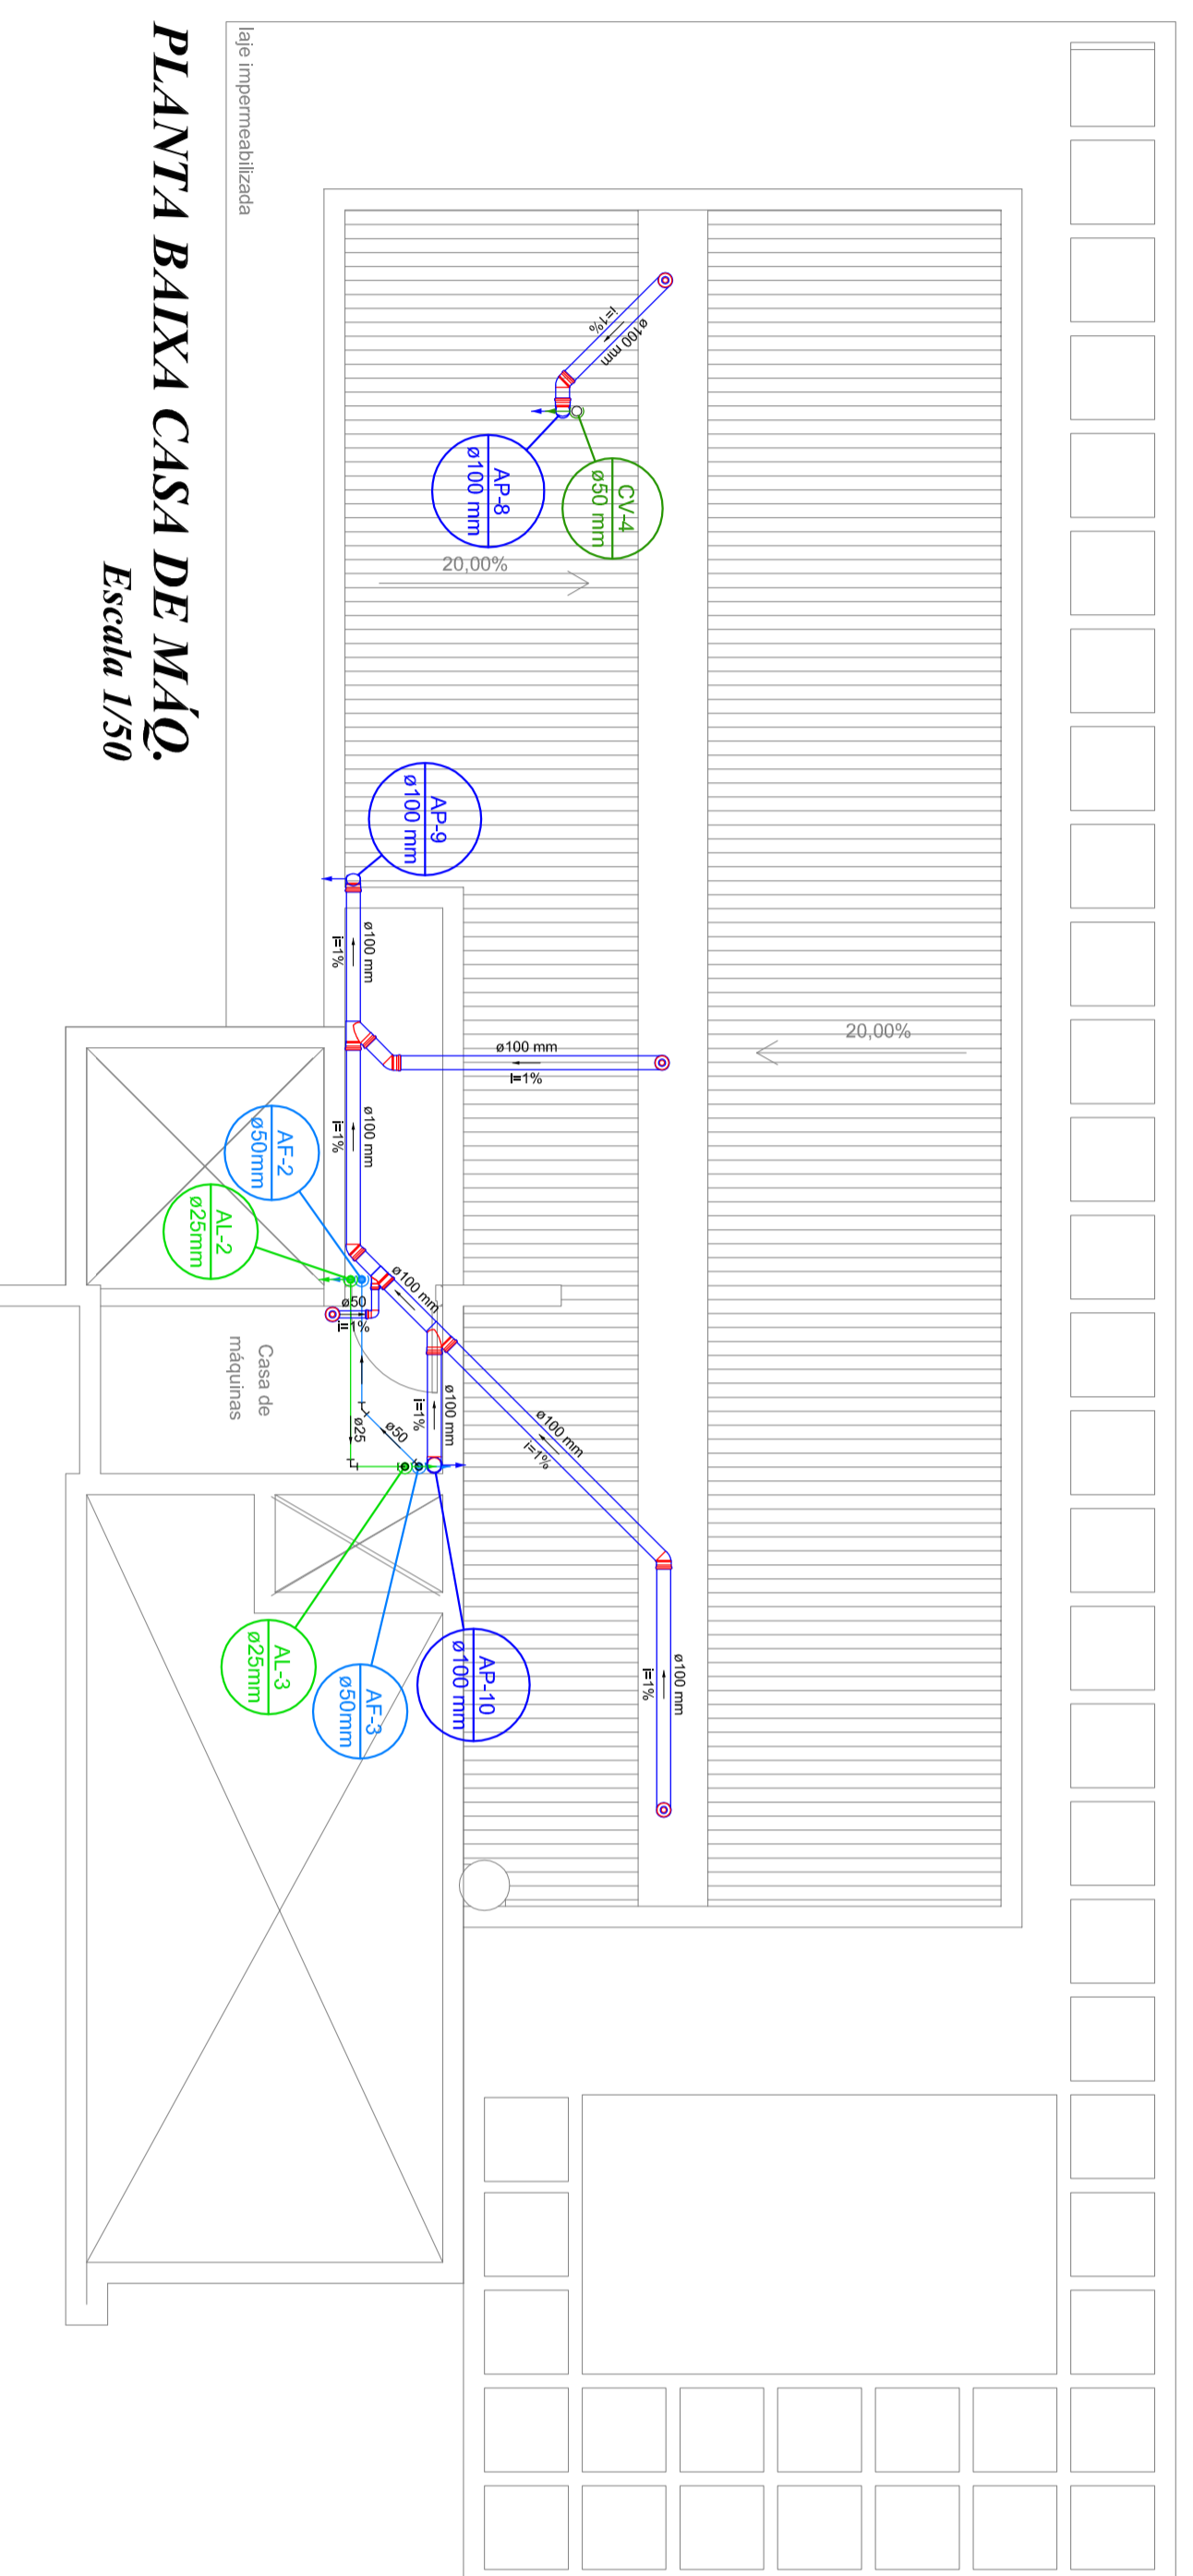 laje impermeabilizada
PLANTA BAIXA CASA DE MÁQ.
Escala 1/50
ø100 mm
i=1%
AP-8
ø100 mm
CV-4
ø50 mm
20,00%
AP-9
ø100 mm
ø100 mm
i=1%
20,00%
ø100 mm
i=1%
ø100 mm
i=1%
AF-2
ø50mm
AL-2
ø25mm
ø100 mm
ø50
i=1%
Casa de
máquinas
ø100 mm
i=1%
ø25
ø50
ø100 mm
i=1%
AP-10
ø100 mm
AF-3
ø50mm
AL-3
ø25mm
ø100 mm
i=1%